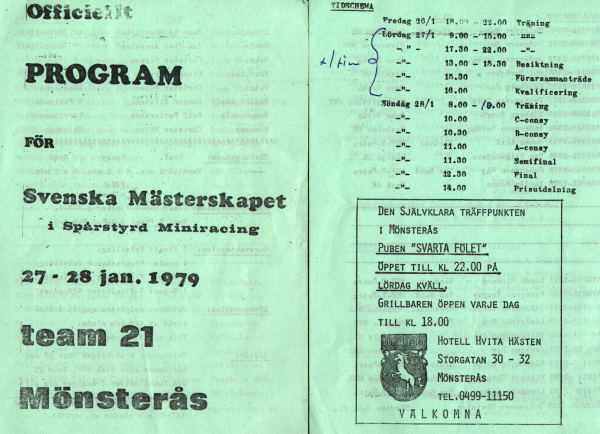 Officiellt
PROGRAM
FÖR
Svenska Mästerskapet
i Spårstyrd Miniracing
27 - 28 jan. 1979
team 21
Mönsterås
TIDSCHEMA
Fredag 26/1 18.00 - 22.00 Träning
Lördag 27/1 9.00 - 15.00 -"-
-"- 17.30 - 22.00 -"-
-"- 13.00 - 15.30 Besiktning
-"- 15.30 Förarsammanträde
-"- 16.00 Kvalificering
Söndag 28/1 8.00 - 10.00 Träning
-"- 10.00 C-consy
-"- 10.30 B-consy
-"- 11.00 A-consy
-"- 11.30 Semifinal
-"- 12.30 Final
-"- 14.00 Prisutdelning
DEN SJÄLVKLARA TRÄFFPUNKTEN
I MÖNSTERÅS
PUBEN "SVARTA FOLET"
ÖPPET TILL KL 22.00 PÅ
LÖRDAG KVÄLL,
GRILLBAREN ÖPPEN VARJE DAG
TILL KL 18.00
HOTELL HVITA HÄSTEN
STORGATAN 30 - 32
MÖNSTERÅS
TEL.0499-11150
VÄLKOMNA